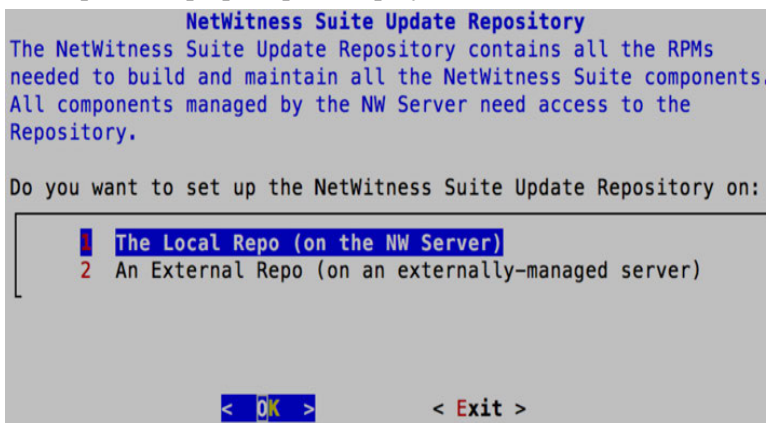 NetWitness Suite Update Repository
The NetWitness Suite Update Repository contains all the RPMs
needed to build and maintain all the NetWitness Suite components.
All components managed by the NW Server need access to the
Repository.
Do you want to set up the NetWitness Suite Update Repository on:
1 The Local Repo (on the NW Server)
2 An External Repo (on an externally-managed server)
< OK > < Exit >